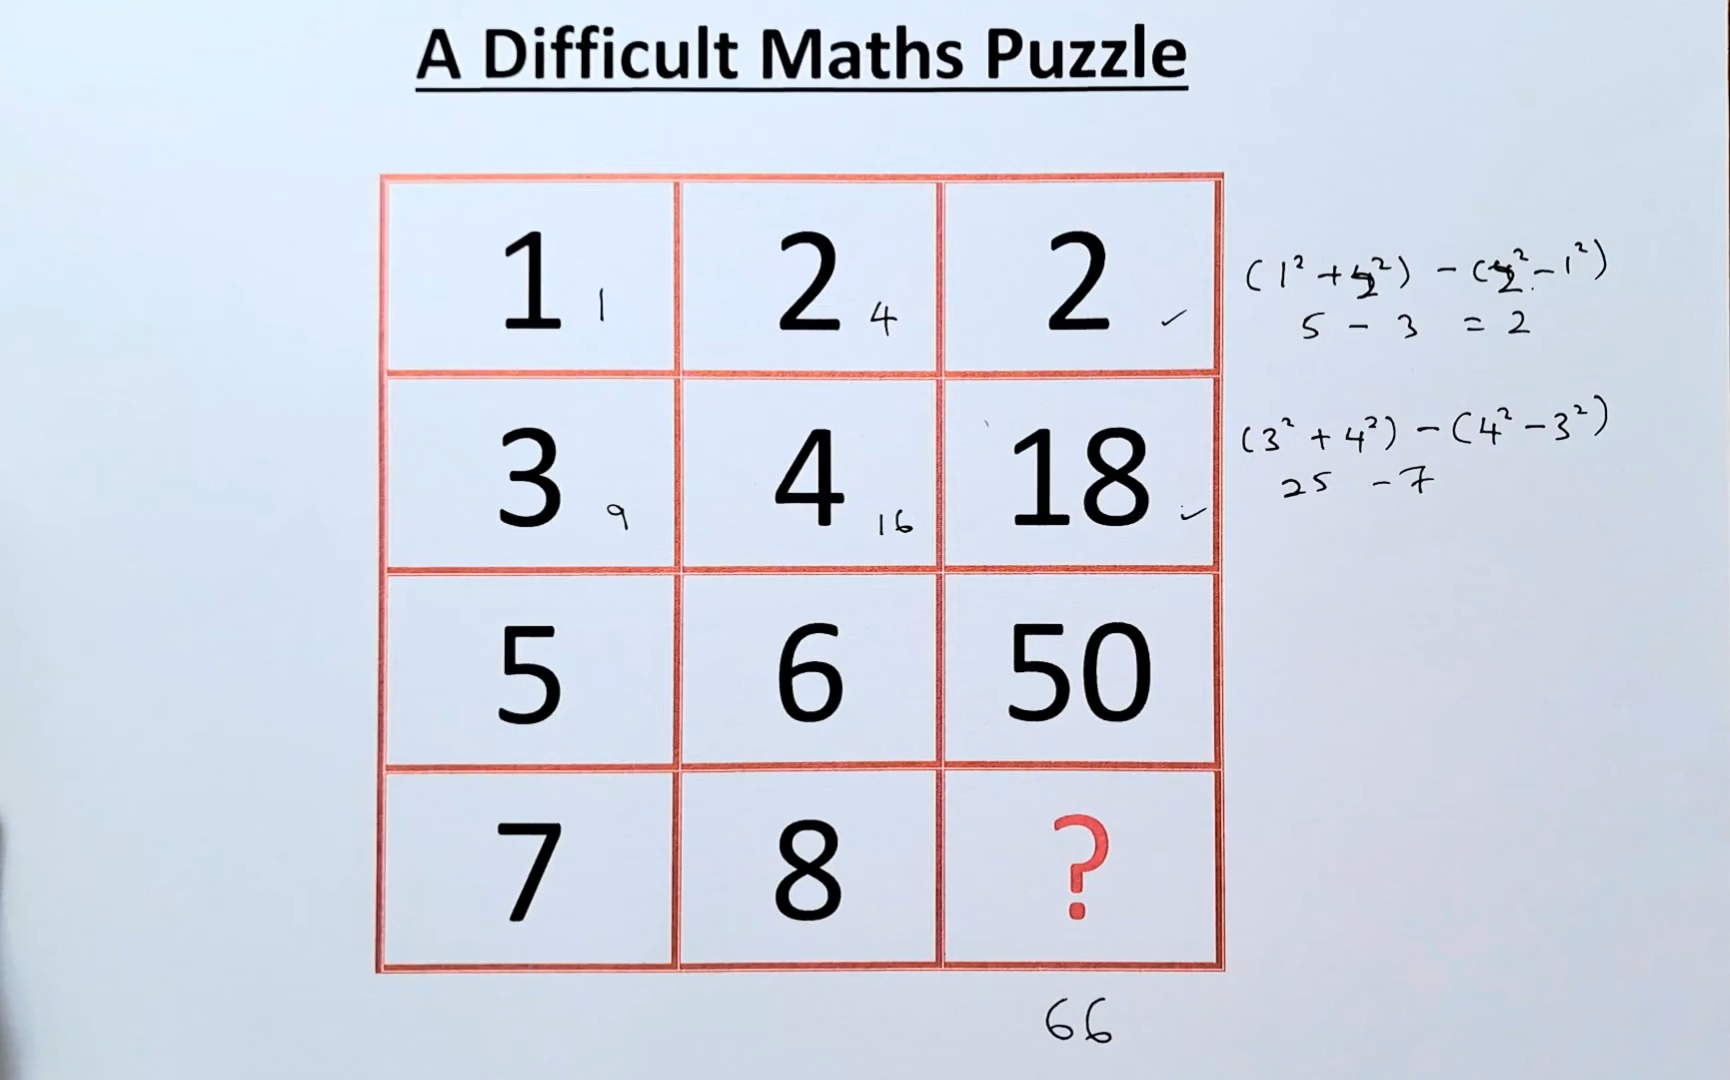 A Difficult Maths Puzzle
1 1 2 4 2 ✓ (1² + 2²) - (2² - 1²)
5 - 3 = 2
3 9 4 16 18 ✓ (3² + 4²) - (4² - 3²)
25 - 7
5 6 50
7 8 ?
66